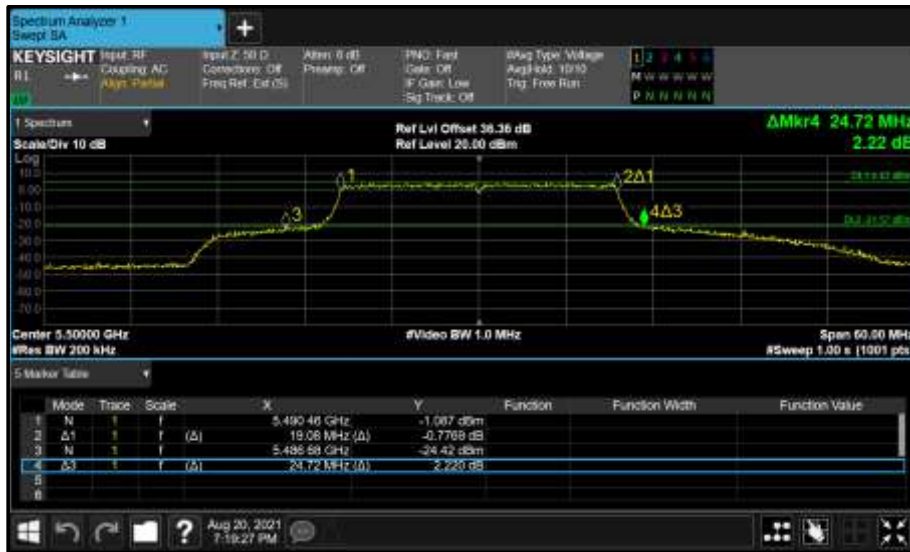 Spectrum Analyzer 1
Swept SA
+
KEYSIGHT Input: RF
Coupling: AC
Align: Partial
Input Z: 50 Ω
Corrections: Off
Freq Ref: Ext (S)
Atten: 6 dB
Preamp: Off
PNO: Fast
Gate: Off
IF Gain: Low
Sig Track: Off
#Avg Type: Voltage
Avg|Hold: 10/10
Trig: Free Run
1 2 3 4 5 6
M W W W W W
P N N N N N
1 Spectrum
Scale/Div 10 dB
Ref Lvl Offset 36.36 dB
Ref Level 20.00 dBm
ΔMkr4 24.72 MHz
2.22 dB
Log
10.0
0.00
-10.0
-20.0
-30.0
-40.0
-50.0
-60.0
-70.0
1
2Δ1
3
4Δ3
Center 5.50000 GHz
#Video BW 1.0 MHz
Span 60.00 MHz
#Res BW 200 kHz
#Sweep 1.00 s (1001 pts
5 Marker Table
Mode Trace Scale X Y Function Function Width Function Value
1 N 1 f 5.490 46 GHz -1.087 dBm
2 Δ1 1 f (Δ) 19.08 MHz (Δ) -0.7769 dB
3 N 1 f 5.486 68 GHz -24.42 dBm
4 Δ3 1 f (Δ) 24.72 MHz (Δ) 2.220 dB
5
6
?
Aug 20, 2021
7:19:27 PM